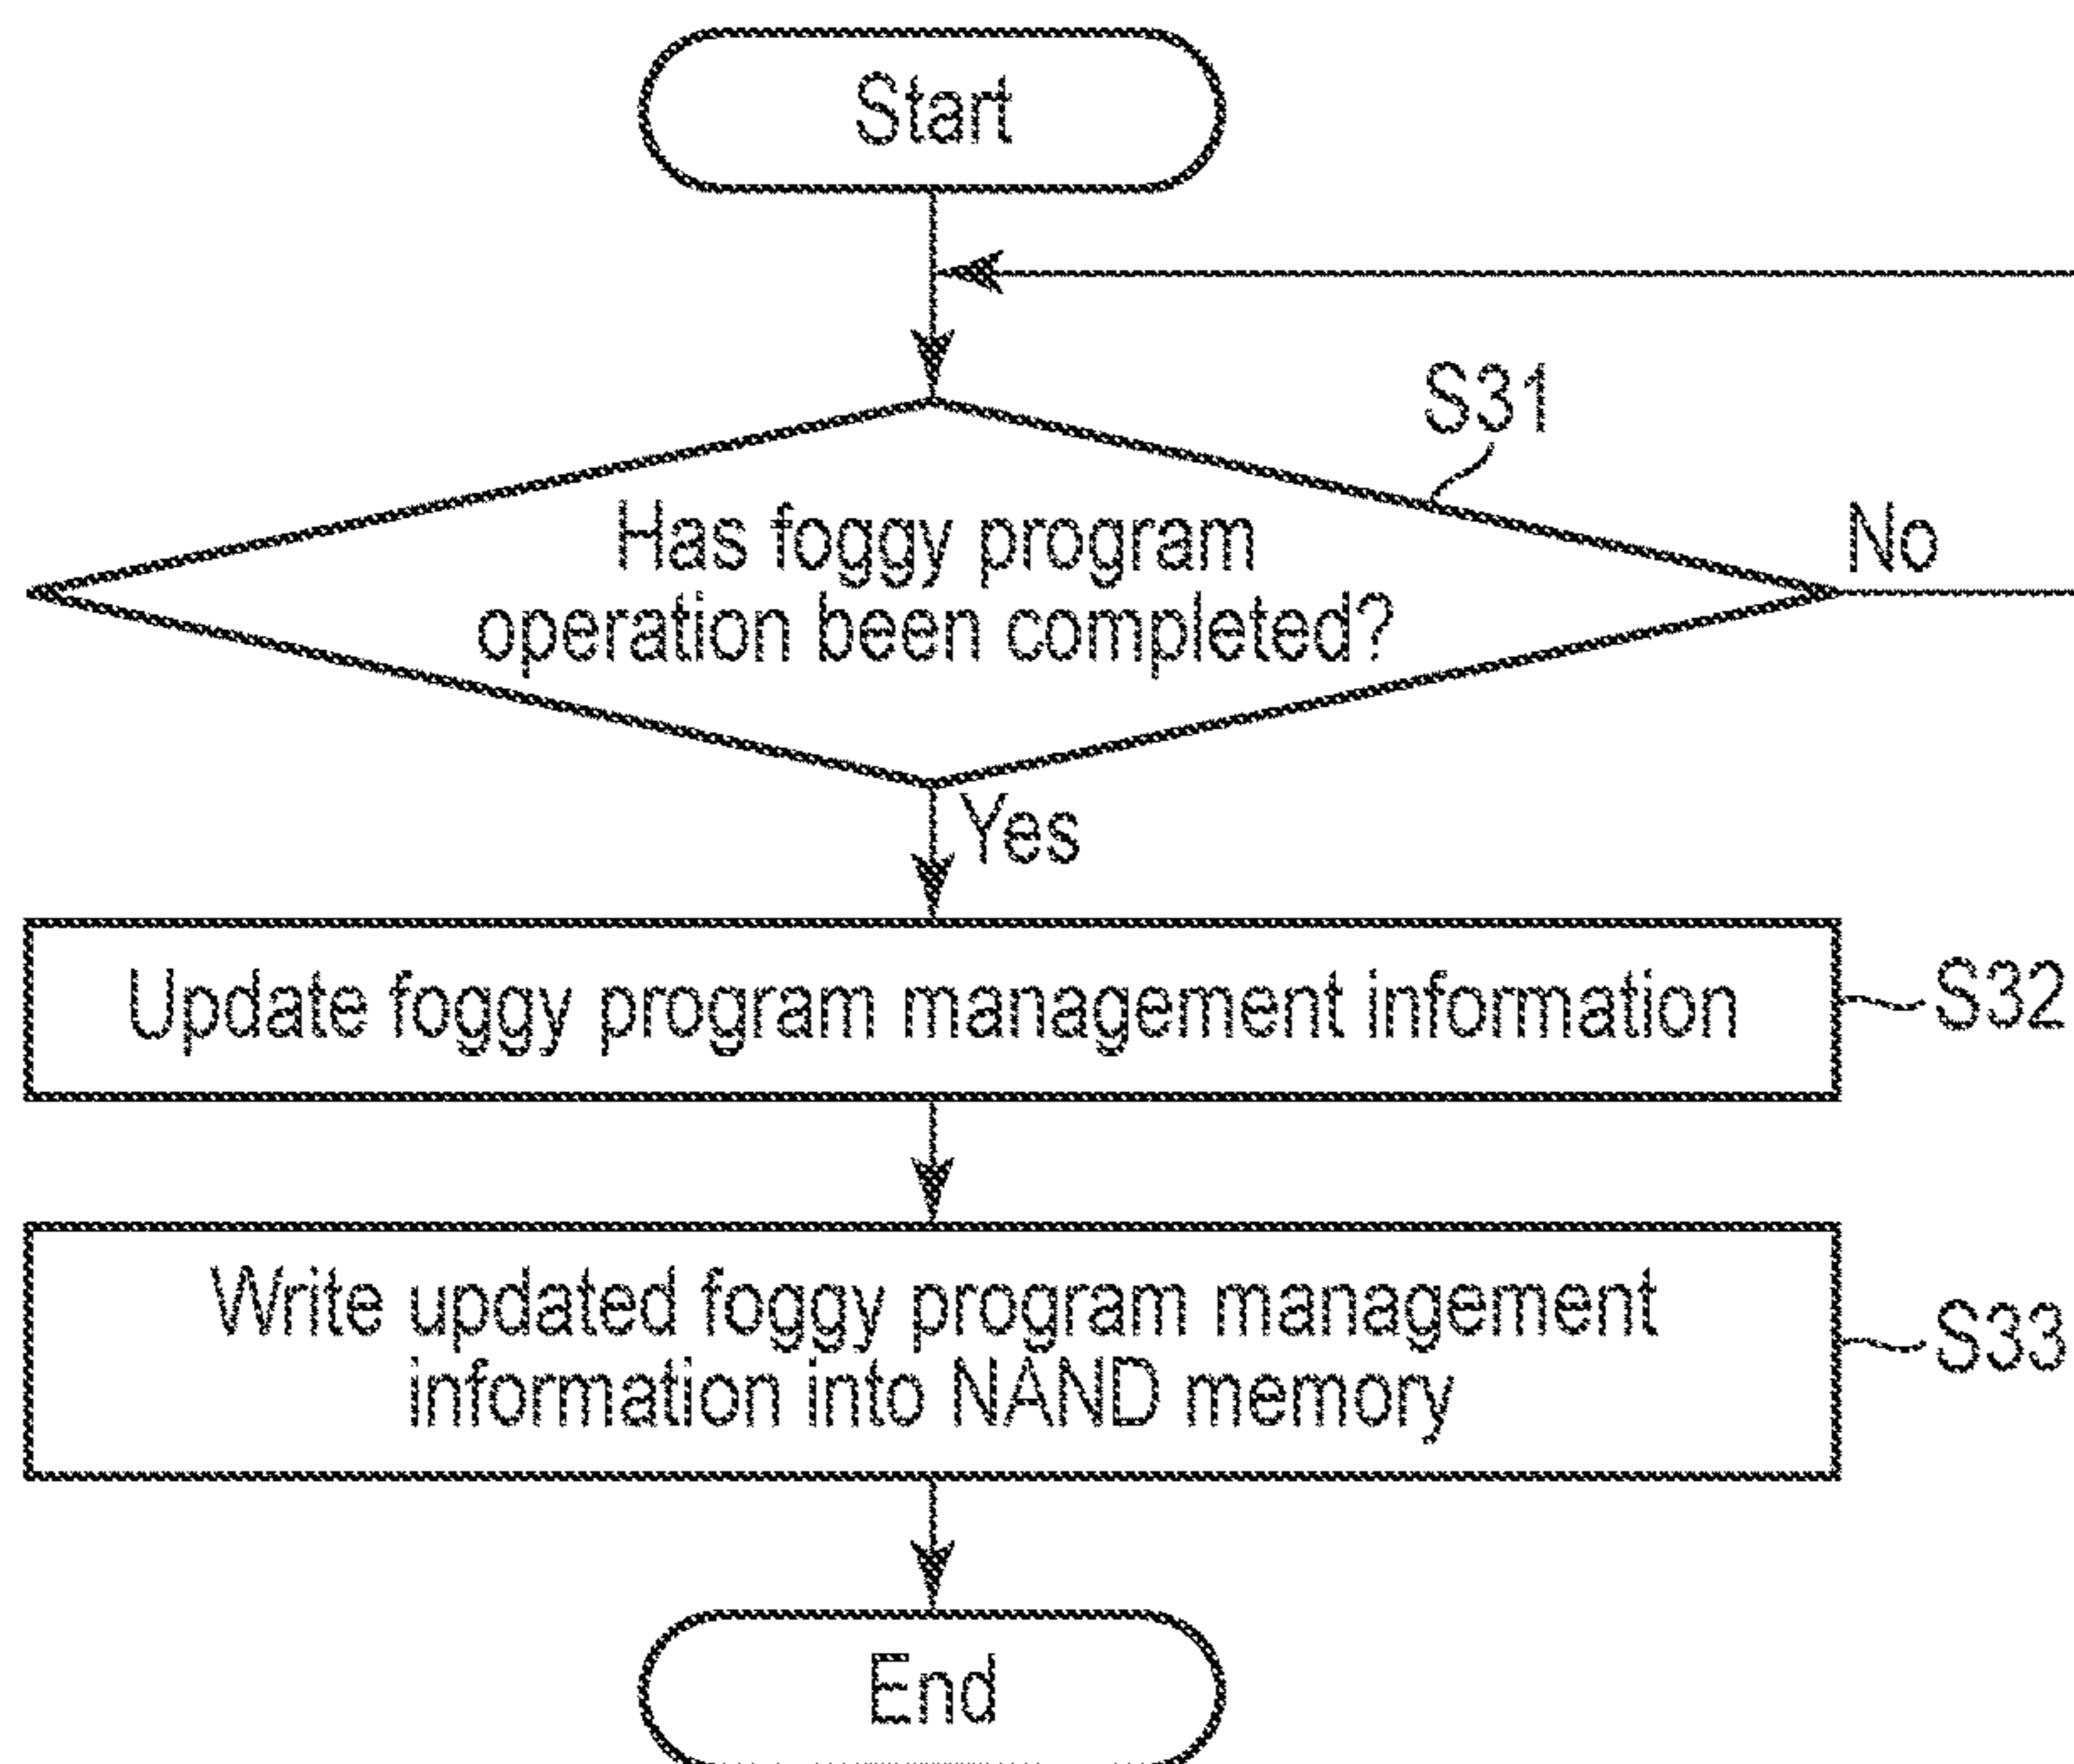 Start
S31
Has foggy program
operation been completed?
No
Yes
Update foggy program management information
S32
Write updated foggy program management
information into NAND memory
S33
End